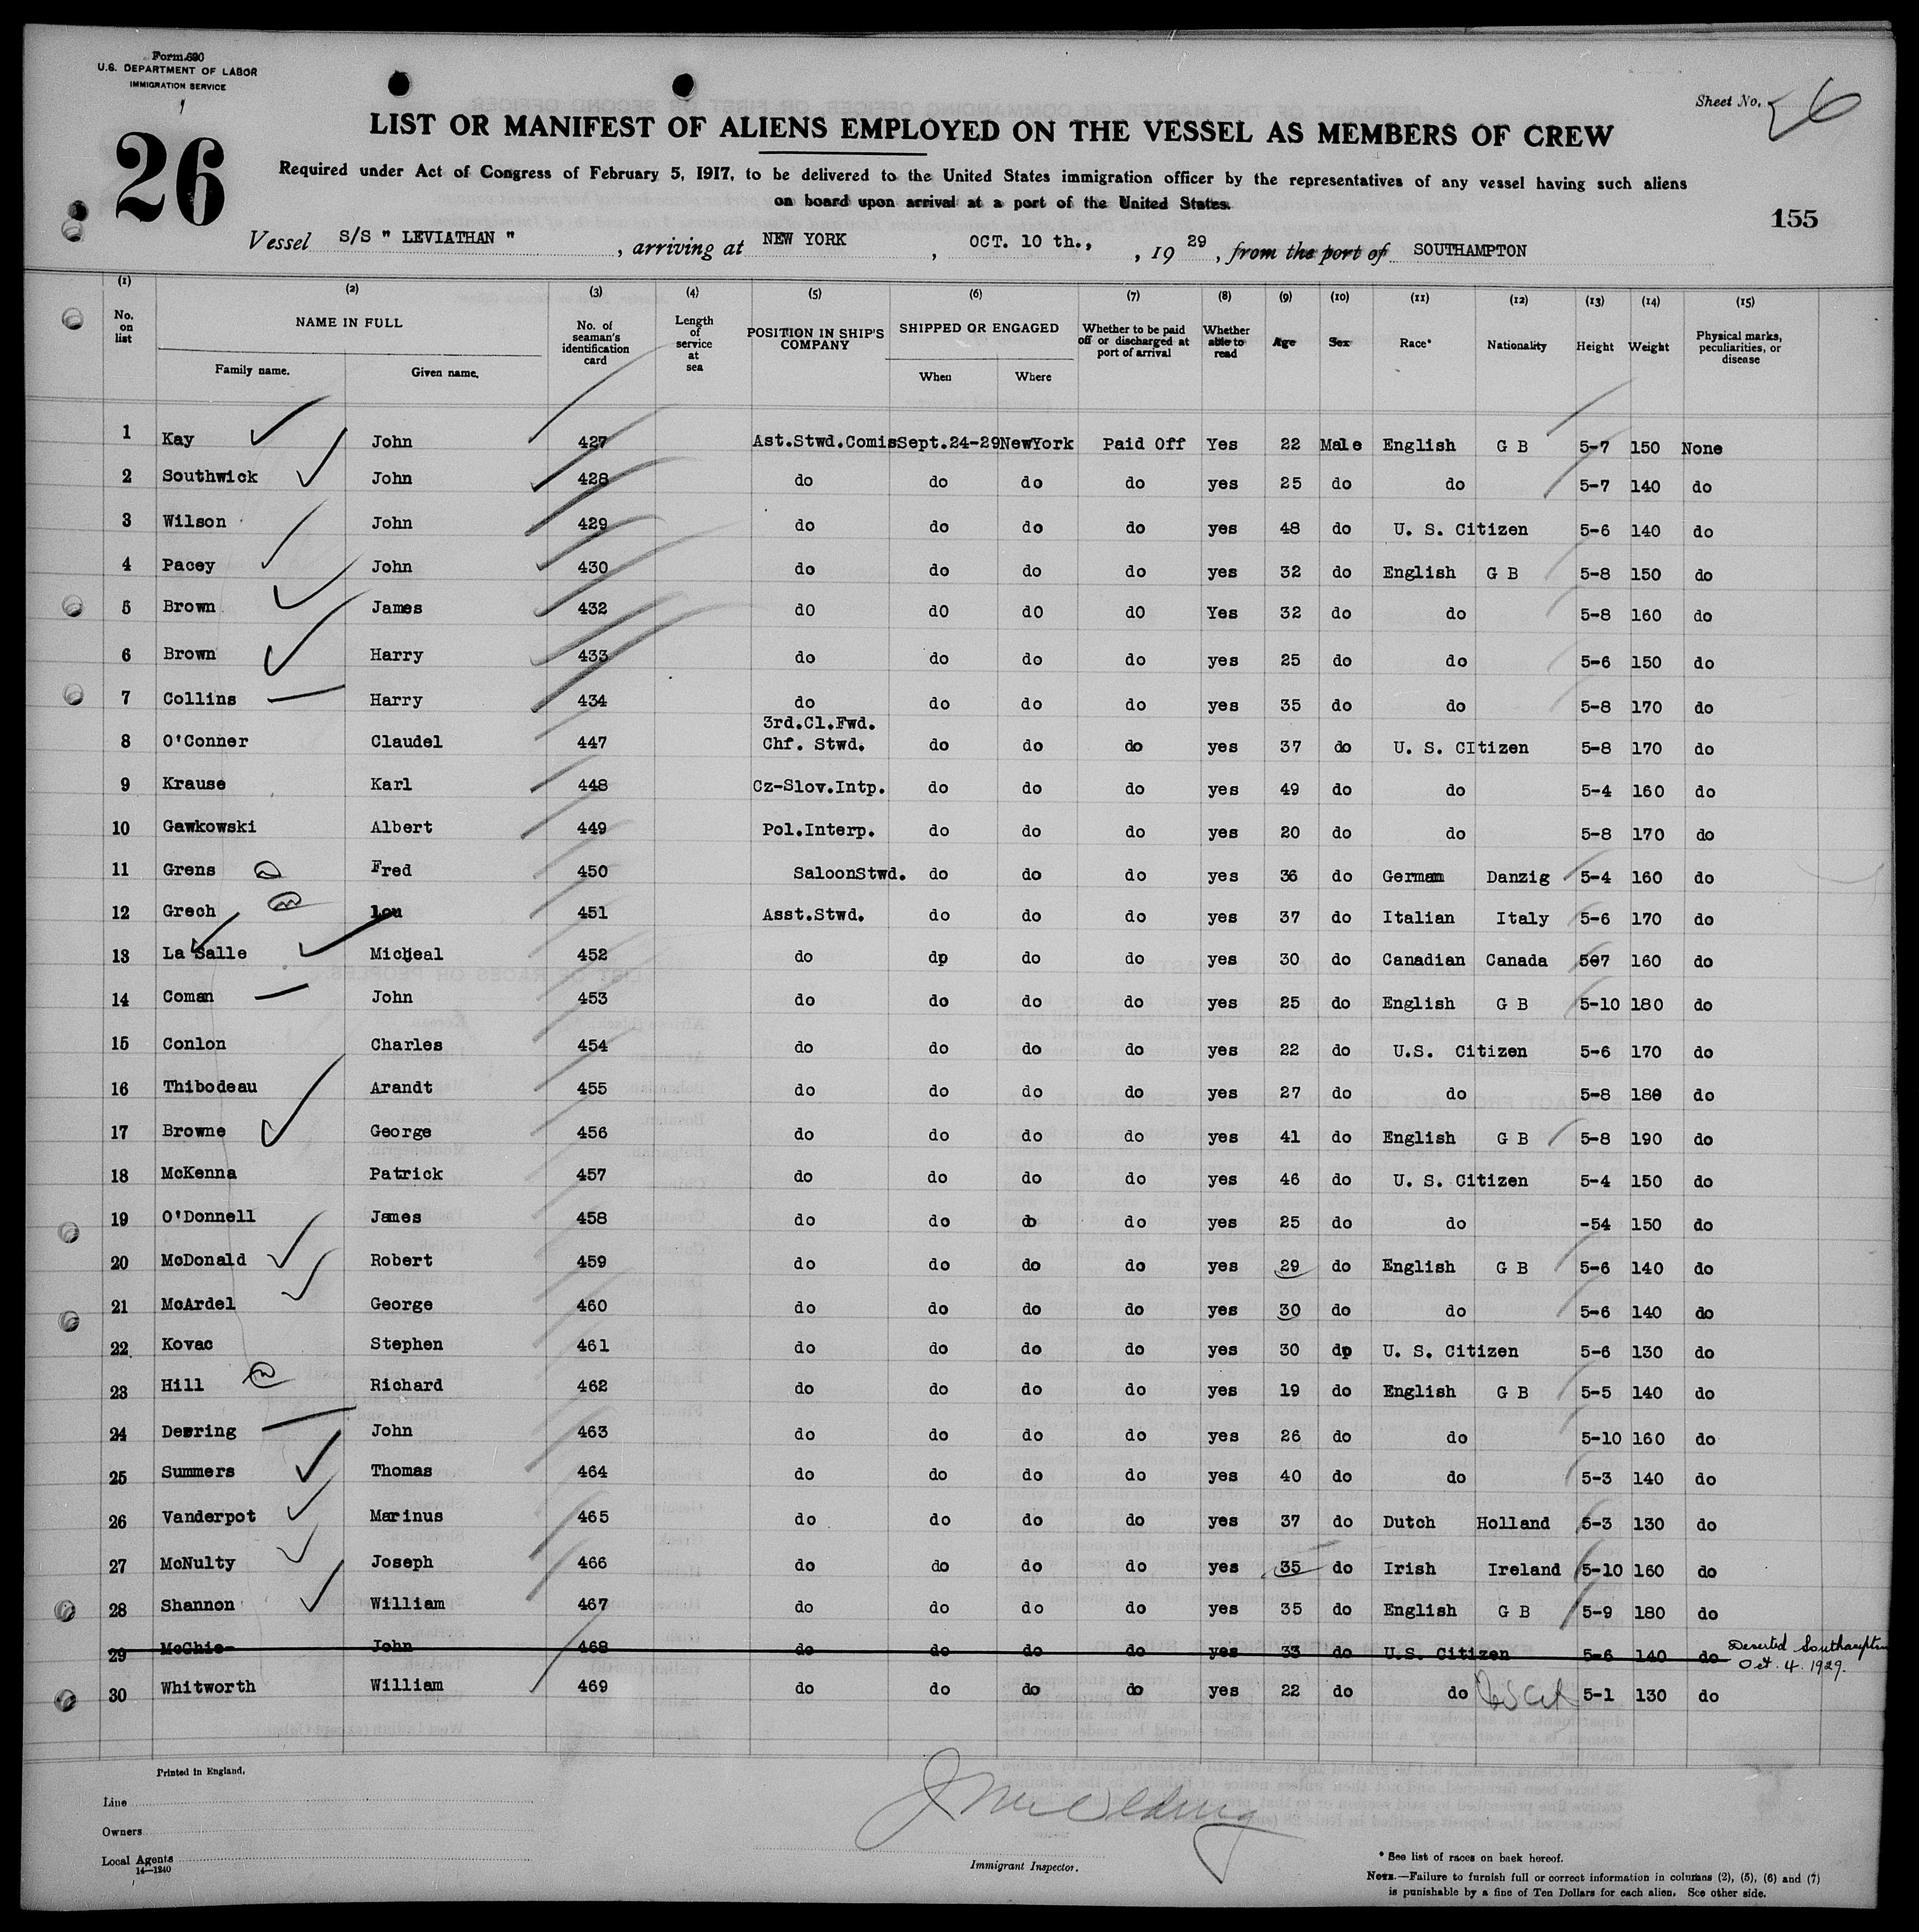 Form 690
U.S. DEPARTMENT OF LABOR
IMMIGRATION SERVICE
26
Sheet No. 26
LIST OR MANIFEST OF ALIENS EMPLOYED ON THE VESSEL AS MEMBERS OF CREW
Required under Act of Congress of February 5, 1917, to be delivered to the United States immigration officer by the representatives of any vessel having such aliens
on board upon arrival at a port of the United States.
155
Vessel S/S " LEVIATHAN " , arriving at NEW YORK , OCT. 10 th., , 19 29 , from the port of SOUTHAMPTON
(1) (2) (3) (4) (5) (6) (7) (8) (9) (10) (11) (12) (13) (14) (15)
No. on list NAME IN FULL No. of seaman's identification card Length of service at sea POSITION IN SHIP'S COMPANY SHIPPED OR ENGAGED Whether to be paid off or discharged at port of arrival Whether able to read Age Sex Race* Nationality Height Weight Physical marks, peculiarities, or disease
Family name. Given name. When Where
1 Kay John 427 Ast.Stwd.Comis Sept.24-29 NewYork Paid Off Yes 22 Male English G B 5-7 150 None
2 Southwick John 428 do do do do yes 25 do do 5-7 140 do
3 Wilson John 429 do do do do yes 48 do U. S. Citizen 5-6 140 do
4 Pacey John 430 do do do do yes 32 do English G B 5-8 150 do
5 Brown James 432 dO dO dO dO Yes 32 do do 5-8 160 do
6 Brown Harry 433 do do do do yes 25 do do 5-6 150 do
7 Collins Harry 434 do do do do yes 35 do do 5-8 170 do
3rd.Cl.Fwd.
8 O'Conner Claudel 447 Chf. Stwd. do do do yes 37 do U. S. CItizen 5-8 170 do
9 Krause Karl 448 Cz-Slov.Intp. do do do yes 49 do do 5-4 160 do
10 Gawkowski Albert 449 Pol.Interp. do do do yes 20 do do 5-8 170 do
11 Grens Fred 450 SaloonStwd. do do do yes 36 do German Danzig 5-4 160 do
12 Grech Lou 451 Asst.Stwd. do do do yes 37 do Italian Italy 5-6 170 do
13 La Salle Micheal 452 do dp do do yes 30 do Canadian Canada 507 160 do
14 Coman John 453 do do do do yes 25 do English G B 5-10 180 do
15 Conlon Charles 454 do do do do yes 22 do U.S. Citizen 5-6 170 do
16 Thibodeau Arandt 455 do do do do yes 27 do do 5-8 180 do
17 Browne George 456 do do do do yes 41 do English G B 5-8 190 do
18 McKenna Patrick 457 do do do do yes 46 do U. S. Citizen 5-4 150 do
19 O'Donnell James 458 do do do do yes 25 do do -54 150 do
20 McDonald Robert 459 do do do do yes 29 do English G B 5-6 140 do
21 McArdel George 460 do do do do yes 30 do do 5-6 140 do
22 Kovac Stephen 461 do do do do yes 30 dp U. S. Citizen 5-6 130 do
23 Hill Richard 462 do do do do yes 19 do English G B 5-5 140 do
24 Deering John 463 do do do do yes 26 do do 5-10 160 do
25 Summers Thomas 464 do do do do yes 40 do do 5-3 140 do
26 Vanderpot Marinus 465 do do do do yes 37 do Dutch Holland 5-3 130 do
27 McNulty Joseph 466 do do do do yes 35 do Irish Ireland 5-10 160 do
28 Shannon William 467 do do do do yes 35 do English G B 5-9 180 do
29 McGhie John 468 do do do do yes 33 do U.S. Citizen 5-6 140 do Deserted Southampton
Oct. 4. 1929.
30 Whitworth William 469 do do do do yes 22 do do US Cit 5-1 130 do
Printed in England.
Line
Owners
Local Agents
14—1240
Immigrant Inspector.
* See list of races on back hereof.
NOTE.—Failure to furnish full or correct information in columns (2), (5), (6) and (7)
is punishable by a fine of Ten Dollars for each alien. See other side.